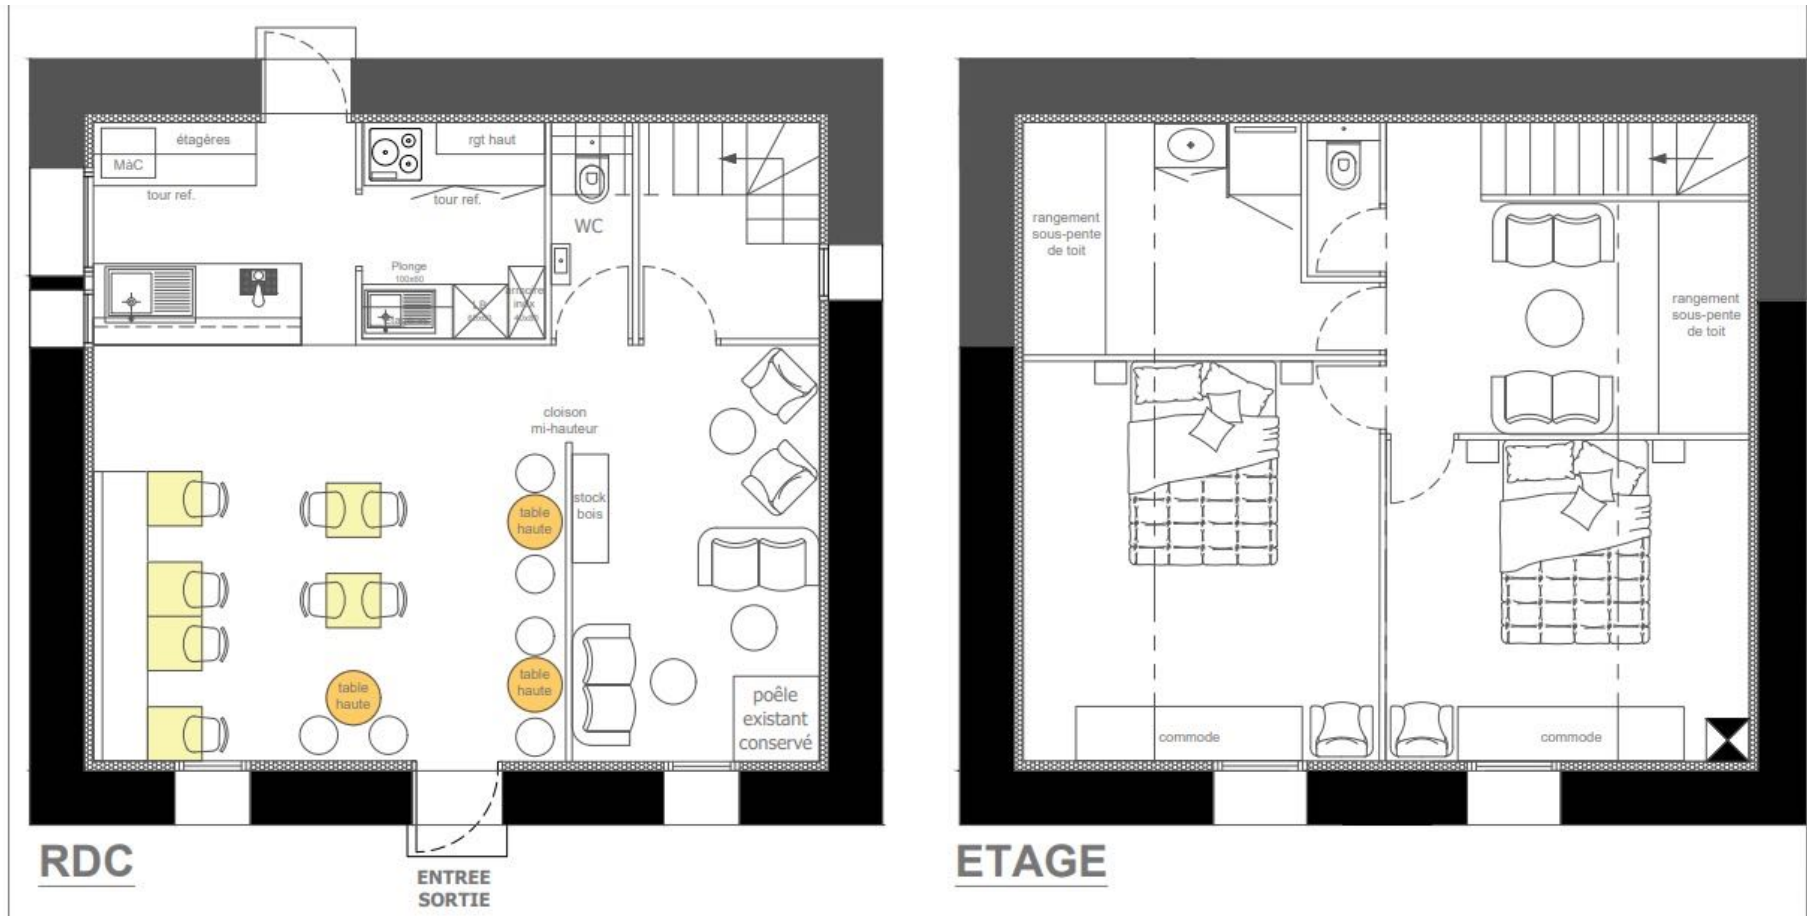 étagères
MàC
tour ref.
rgt haut
tour ref.
WC
Plonge
100x60
cloison
mi-hauteur
stock
bois
table
haute
table
haute
table
haute
poêle
existant
conservé
RDC
ENTREE
SORTIE
rangement
sous-pente
de toit
rangement
sous-pente
de toit
commode
commode
ETAGE